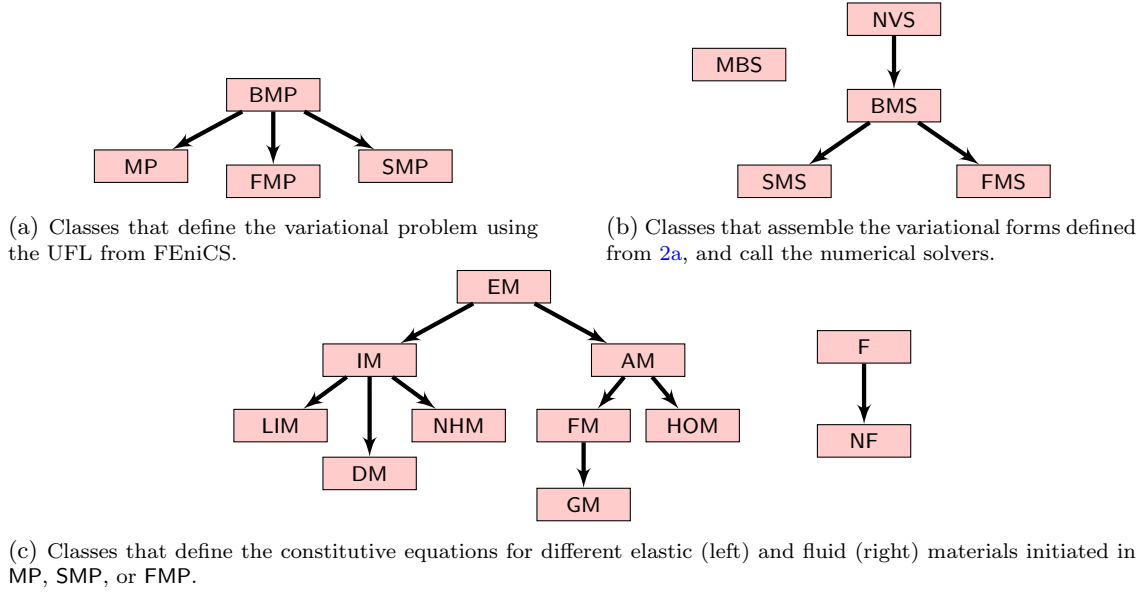 BMP
MP
FMP
SMP
(a) Classes that define the variational problem using
the UFL from FEniCS.
NVS
MBS
BMS
SMS
FMS
(b) Classes that assemble the variational forms defined
from 2a, and call the numerical solvers.
EM
IM
AM
LIM
NHM
DM
FM
HOM
GM
F
NF
(c) Classes that define the constitutive equations for different elastic (left) and fluid (right) materials initiated in
MP, SMP, or FMP.